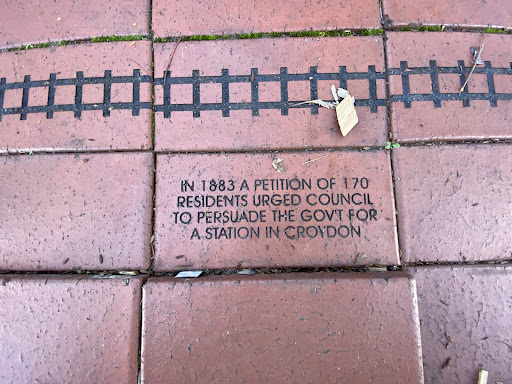 IN 1883 A PETITION OF 170
RESIDENTS URGED COUNCIL
TO PERSUADE THE GOV'T FOR
A STATION IN CROYDON